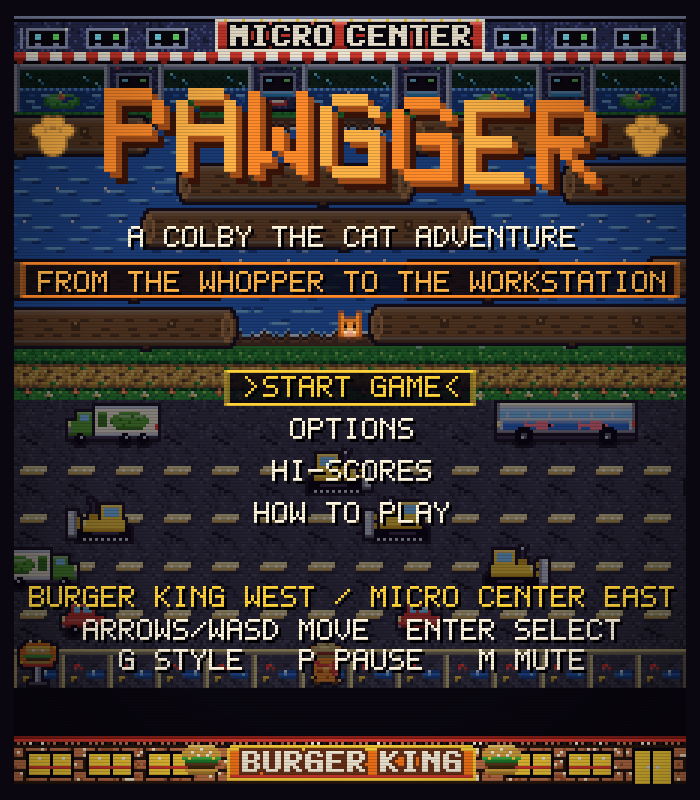 MICRO CENTER
PAWGGER
A COLBY THE CAT ADVENTURE
FROM THE WHOPPER TO THE WORKSTATION
>START GAME<
OPTIONS
HI-SCORES
HOW TO PLAY
BURGER KING WEST / MICRO CENTER EAST
ARROWS/WASD MOVE ENTER SELECT
G STYLE P PAUSE M MUTE
BURGER KING